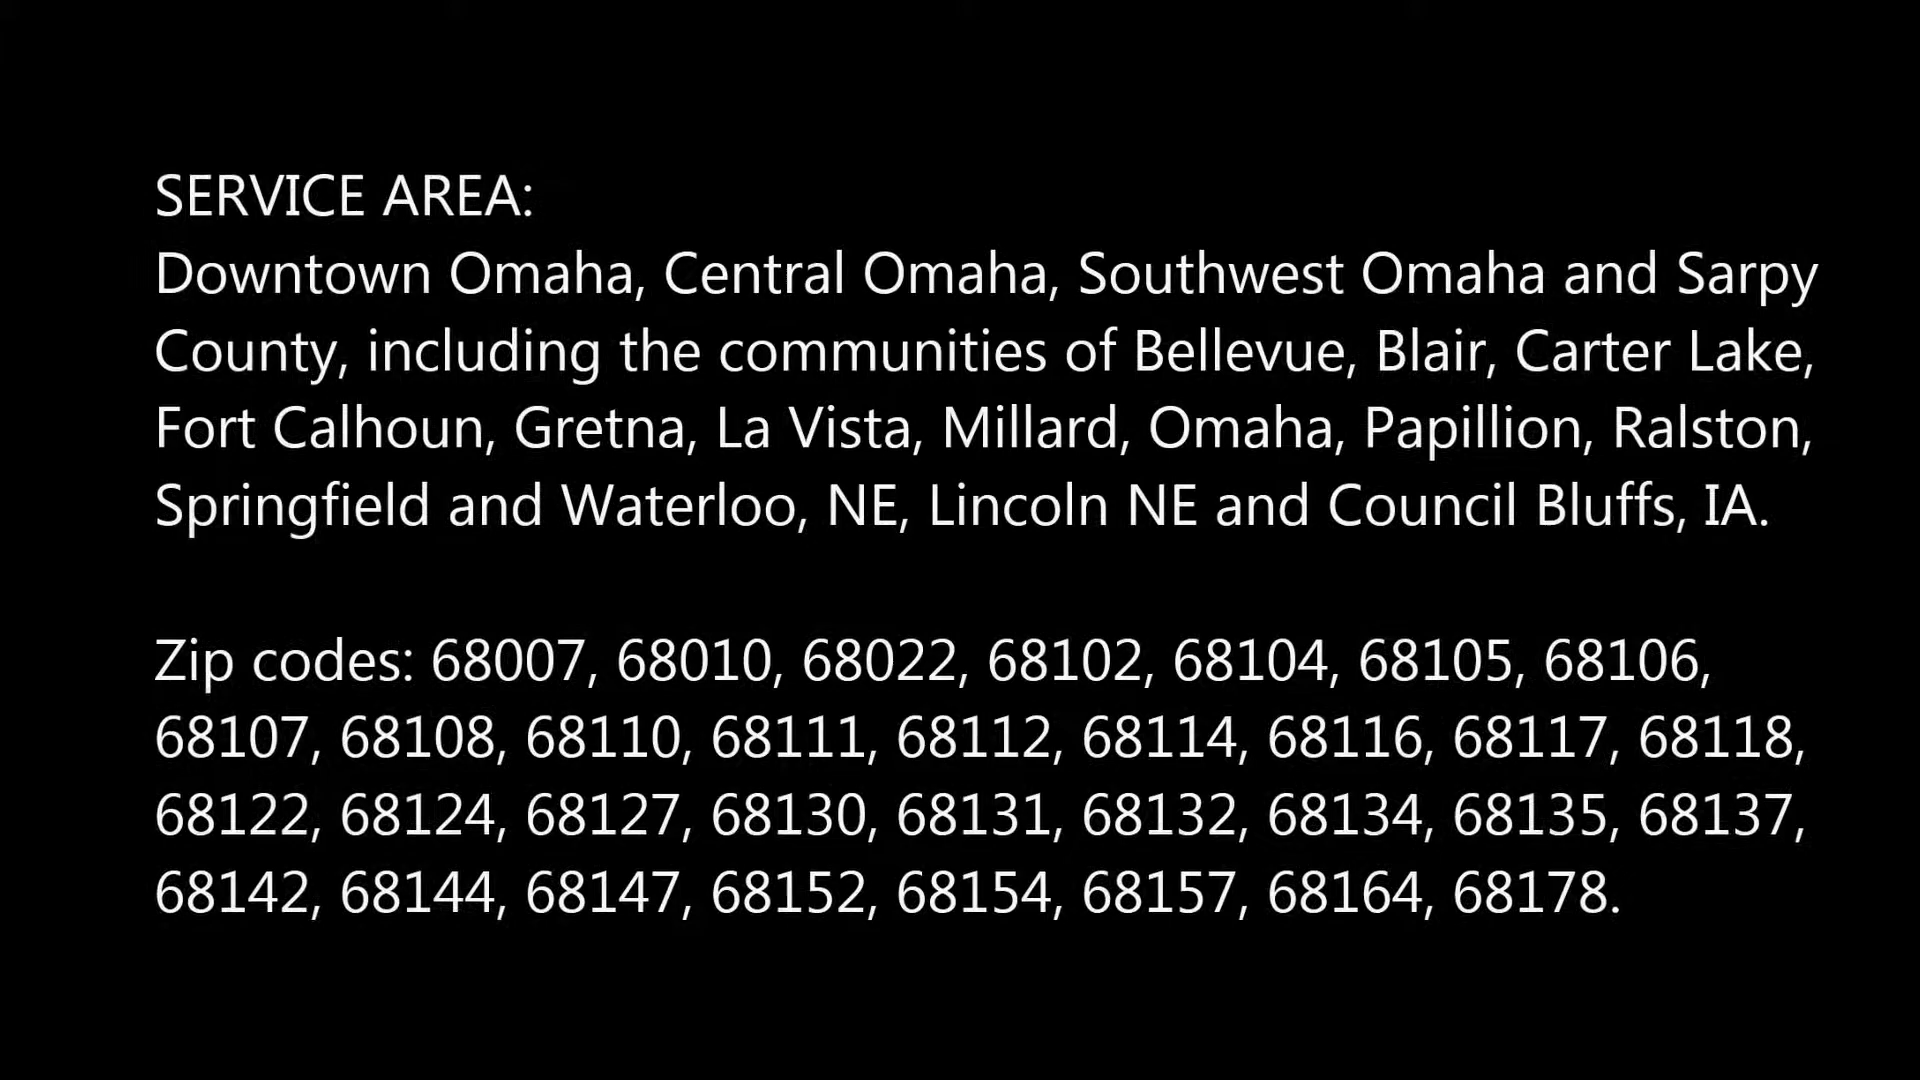 SERVICE AREA:
Downtown Omaha, Central Omaha, Southwest Omaha and Sarpy
County, including the communities of Bellevue, Blair, Carter Lake,
Fort Calhoun, Gretna, La Vista, Millard, Omaha, Papillion, Ralston,
Springfield and Waterloo, NE, Lincoln NE and Council Bluffs, IA.
Zip codes: 68007, 68010, 68022, 68102, 68104, 68105, 68106,
68107, 68108, 68110, 68111, 68112, 68114, 68116, 68117, 68118,
68122, 68124, 68127, 68130, 68131, 68132, 68134, 68135, 68137,
68142, 68144, 68147, 68152, 68154, 68157, 68164, 68178.